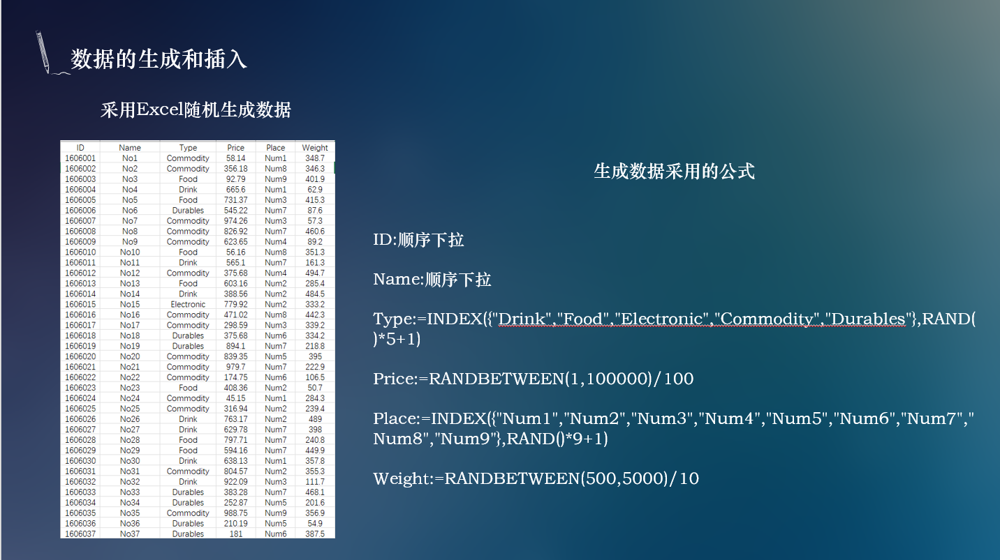 数据的生成和插入
采用Excel随机生成数据
ID Name Type Price Place Weight
1606001 No1 Commodity 58.14 Num1 348.7
1606002 No2 Commodity 356.18 Num8 346.3
1606003 No3 Food 92.79 Num9 401.9
1606004 No4 Drink 665.6 Num1 62.9
1606005 No5 Food 731.37 Num3 415.3
1606006 No6 Durables 545.22 Num7 87.6
1606007 No7 Commodity 974.26 Num3 57.3
1606008 No8 Commodity 826.92 Num7 460.6
1606009 No9 Commodity 623.65 Num4 89.2
1606010 No10 Food 56.16 Num8 351.3
1606011 No11 Drink 565.1 Num7 161.3
1606012 No12 Commodity 375.68 Num4 494.7
1606013 No13 Food 603.16 Num2 285.4
1606014 No14 Drink 388.56 Num2 484.5
1606015 No15 Electronic 779.92 Num2 333.2
1606016 No16 Commodity 471.02 Num8 442.3
1606017 No17 Commodity 298.59 Num3 339.2
1606018 No18 Durables 375.68 Num6 334.2
1606019 No19 Durables 894.1 Num7 218.8
1606020 No20 Commodity 839.35 Num5 395
1606021 No21 Commodity 979.7 Num7 222.9
1606022 No22 Commodity 174.75 Num6 106.5
1606023 No23 Food 408.36 Num2 50.7
1606024 No24 Commodity 45.15 Num1 284.3
1606025 No25 Commodity 316.94 Num2 239.4
1606026 No26 Drink 763.17 Num2 489
1606027 No27 Drink 629.78 Num7 398
1606028 No28 Food 797.71 Num7 240.8
1606029 No29 Food 594.16 Num7 449.9
1606030 No30 Drink 638.13 Num1 357.8
1606031 No31 Commodity 804.57 Num2 355.3
1606032 No32 Drink 922.09 Num3 111.7
1606033 No33 Durables 383.28 Num7 468.1
1606034 No34 Durables 252.87 Num5 201.6
1606035 No35 Commodity 988.75 Num9 356.9
1606036 No36 Durables 210.19 Num5 54.9
1606037 No37 Durables 181 Num6 387.5
生成数据采用的公式
ID:顺序下拉
Name:顺序下拉
Type:=INDEX({"Drink","Food","Electronic","Commodity","Durables"},RAND(
)*5+1)
Price:=RANDBETWEEN(1,100000)/100
Place:=INDEX({"Num1","Num2","Num3","Num4","Num5","Num6","Num7","
Num8","Num9"},RAND()*9+1)
Weight:=RANDBETWEEN(500,5000)/10